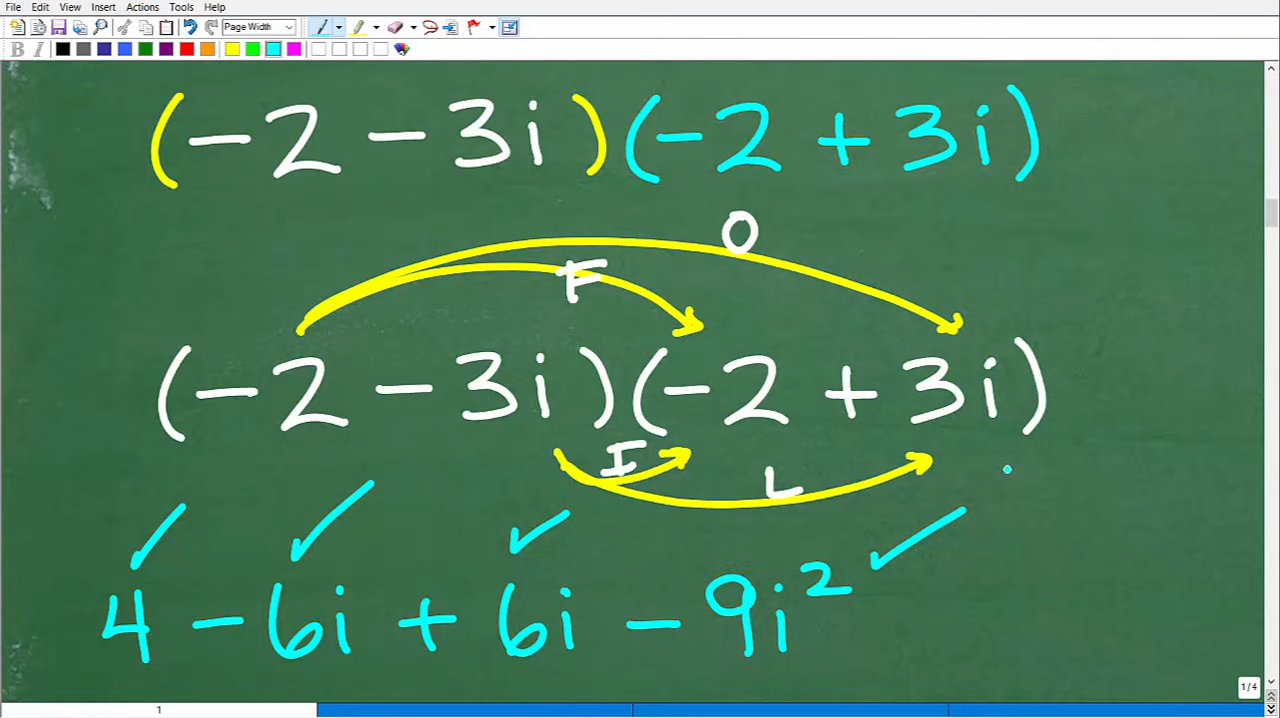 File Edit View Insert Actions Tools Help
Page Width
B I
(-2 - 3i)(-2 + 3i)
O
F
(-2 - 3i)(-2 + 3i)
I
L
4 - 6i + 6i - 9i²
1/4
1